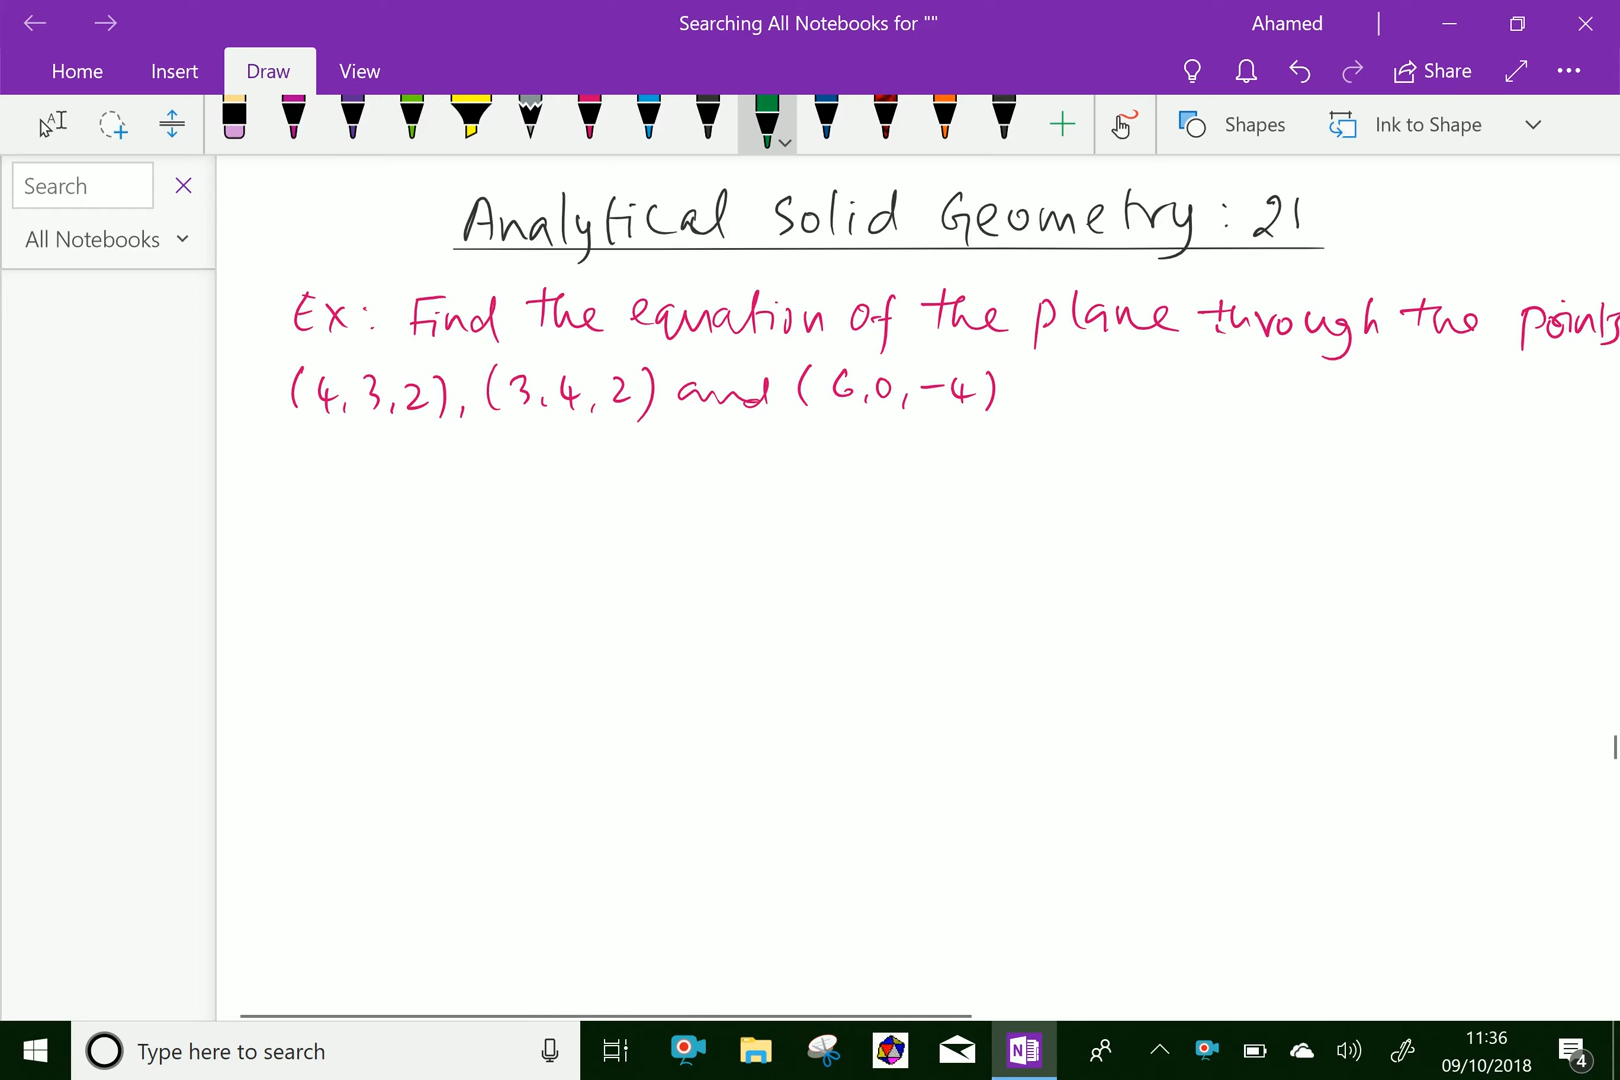 Searching All Notebooks for ""
Ahamed
Home Insert Draw View
Share
Shapes Ink to Shape
Search
All Notebooks
Analytical Solid Geometry: 21
Ex: Find the equation of the plane through the points
(4,3,2), (3,4,2) and (6,0,-4)
Type here to search
N
11:36
09/10/2018
4